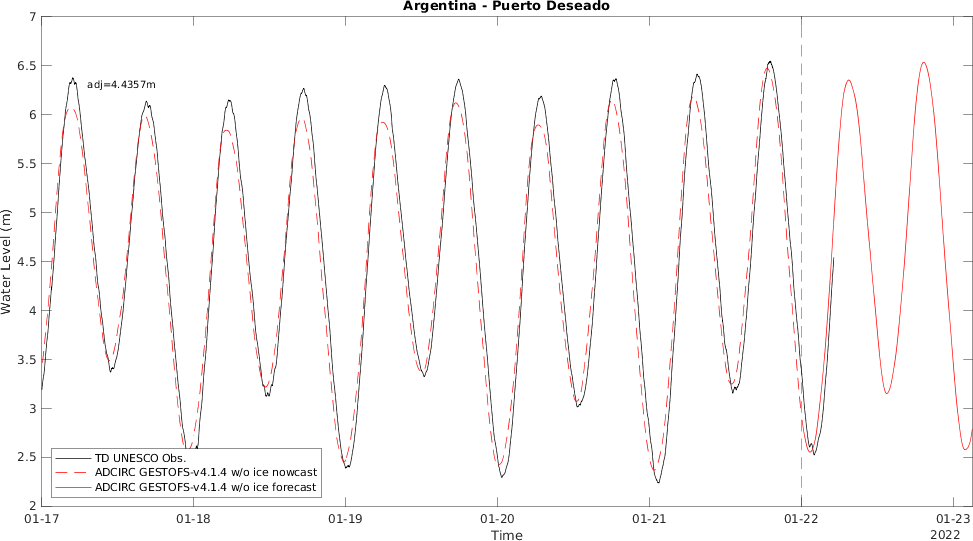 Argentina - Puerto Deseado
7
6.5
6
5.5
5
4.5
4
3.5
3
2.5
2
Water Level (m)
adj=4.4357m
TD UNESCO Obs.
ADCIRC GESTOFS-v4.1.4 w/o ice nowcast
ADCIRC GESTOFS-v4.1.4 w/o ice forecast
01-17 01-18 01-19 01-20 01-21 01-22 01-23
Time
2022